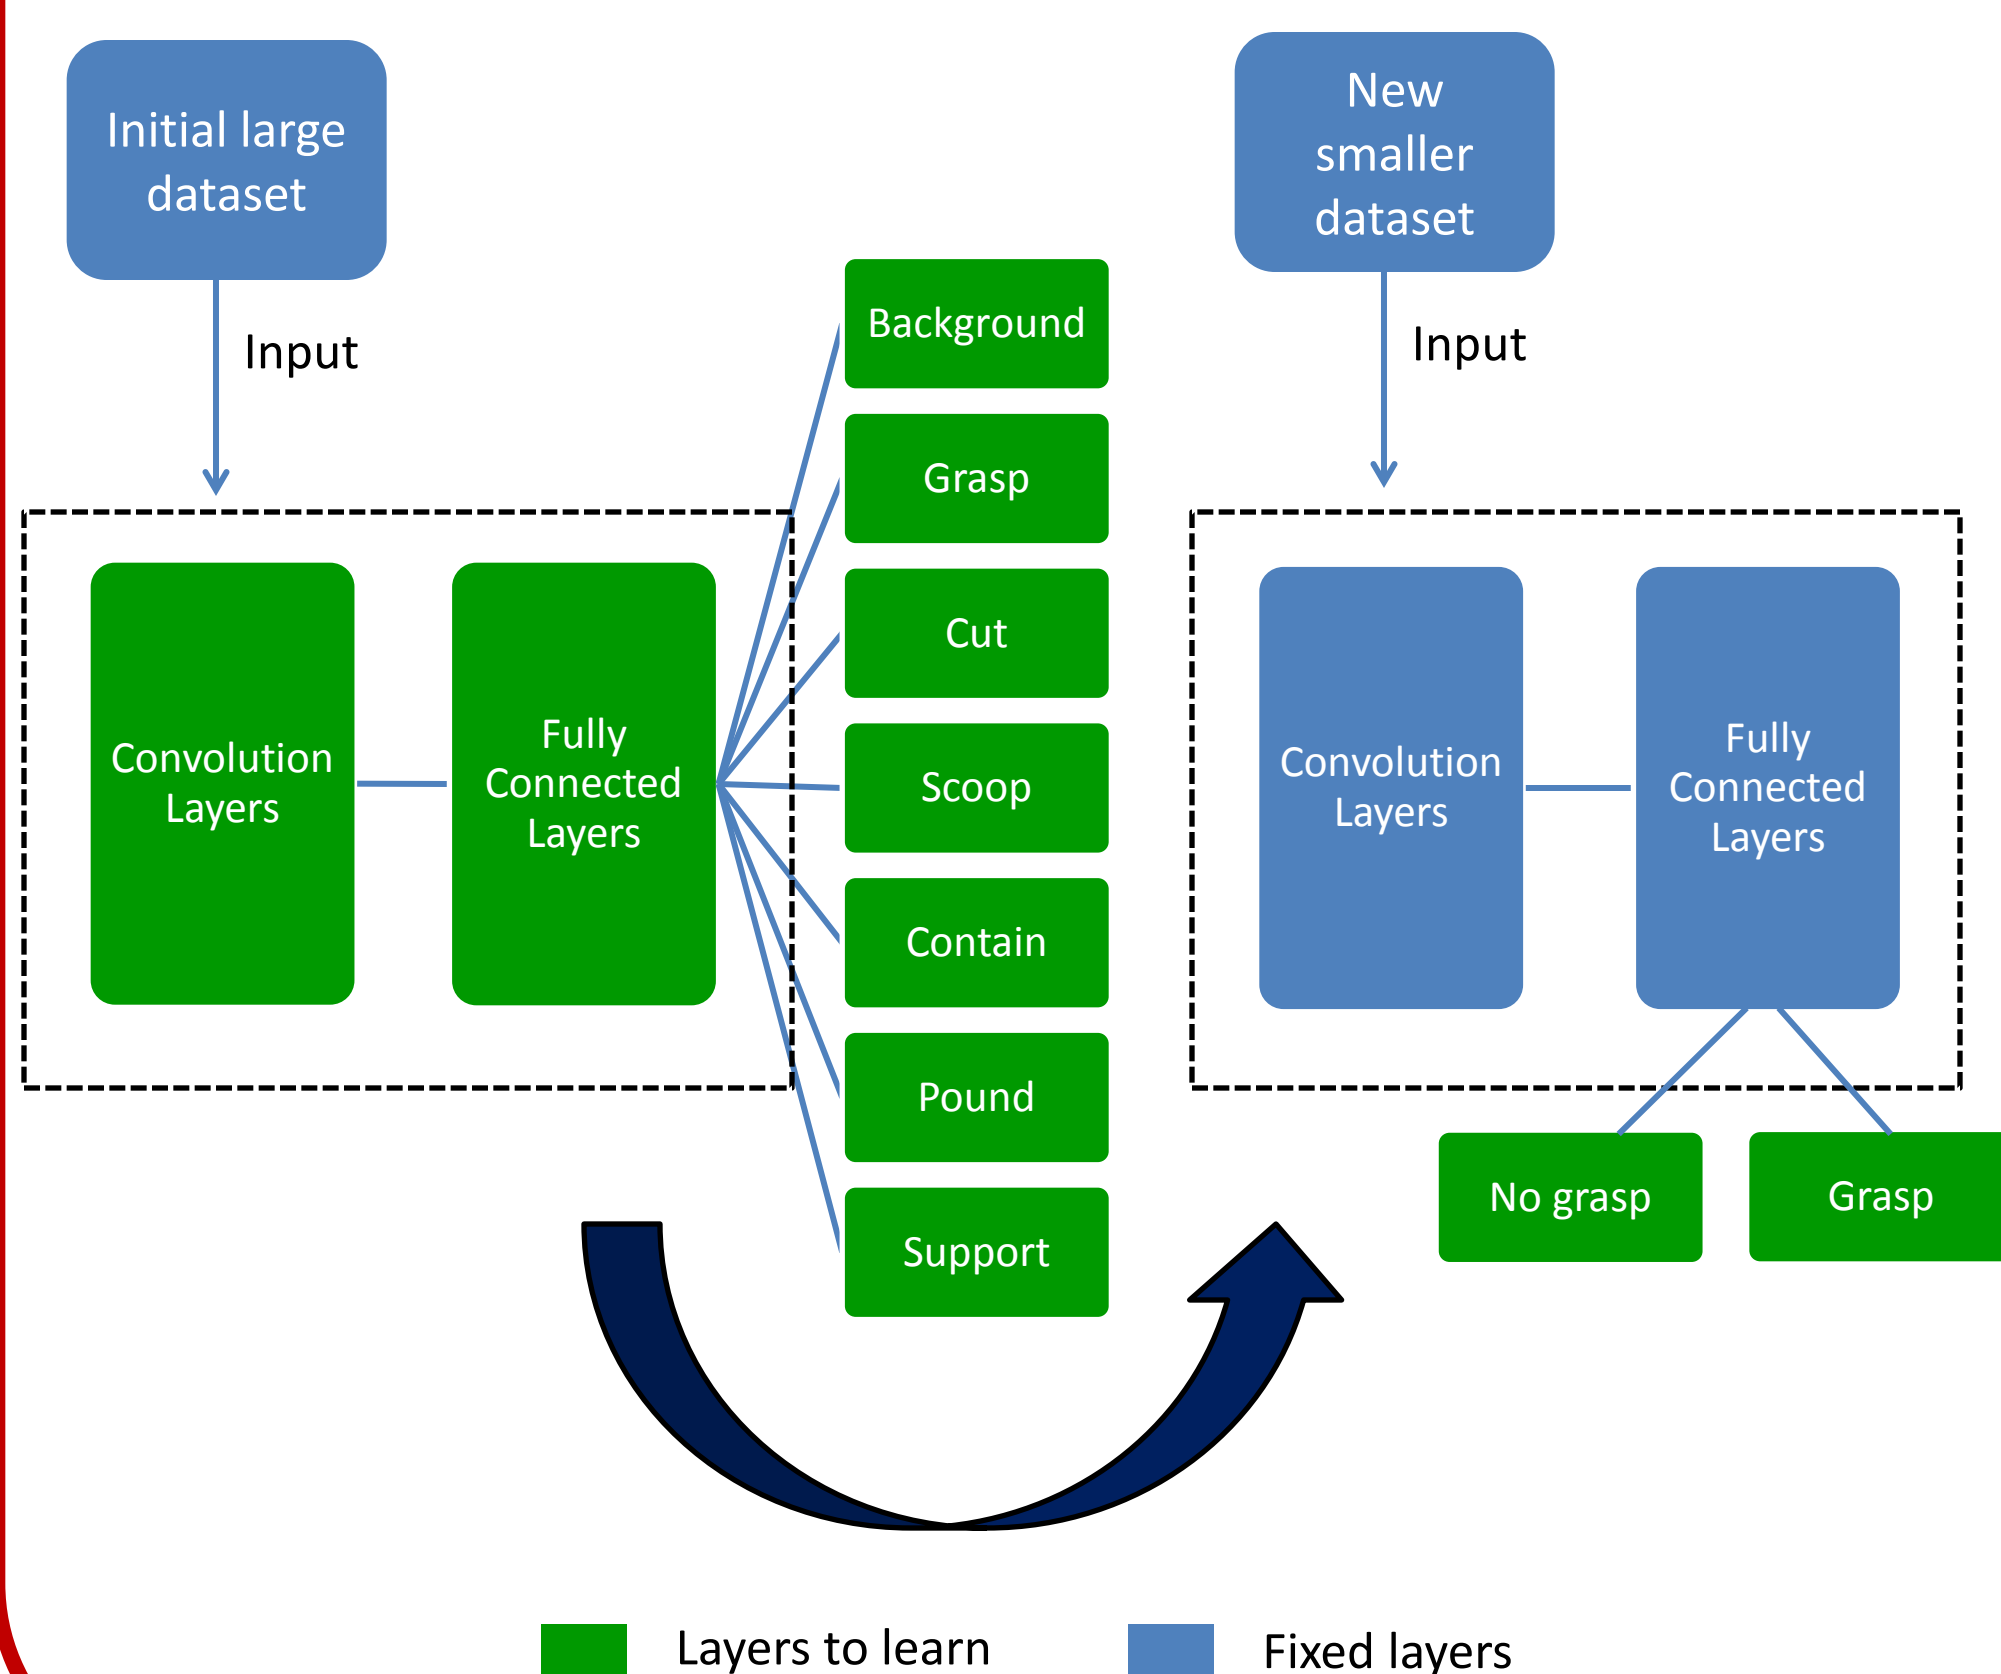 Initial large
dataset
Input
Convolution
Layers
Fully
Connected
Layers
Background
Grasp
Cut
Scoop
Contain
Pound
Support
New
smaller
dataset
Input
Convolution
Layers
Fully
Connected
Layers
No grasp
Grasp
Layers to learn
Fixed layers